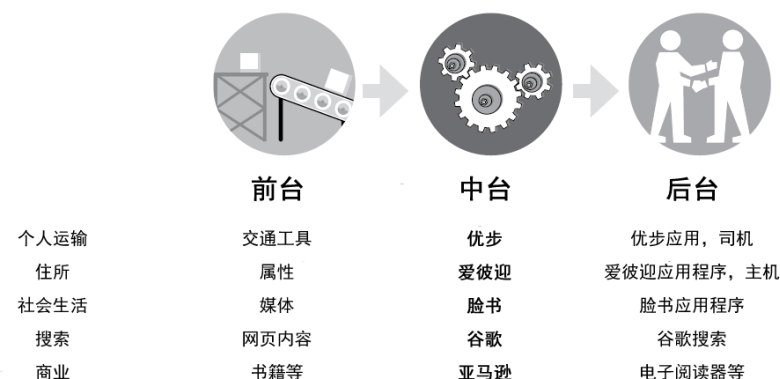 前台 中台 后台
个人运输 交通工具 优步 优步应用，司机
住所 属性 爱彼迎 爱彼迎应用程序，主机
社会生活 媒体 脸书 脸书应用程序
搜索 网页内容 谷歌 谷歌搜索
商业 书籍等 亚马逊 电子阅读器等